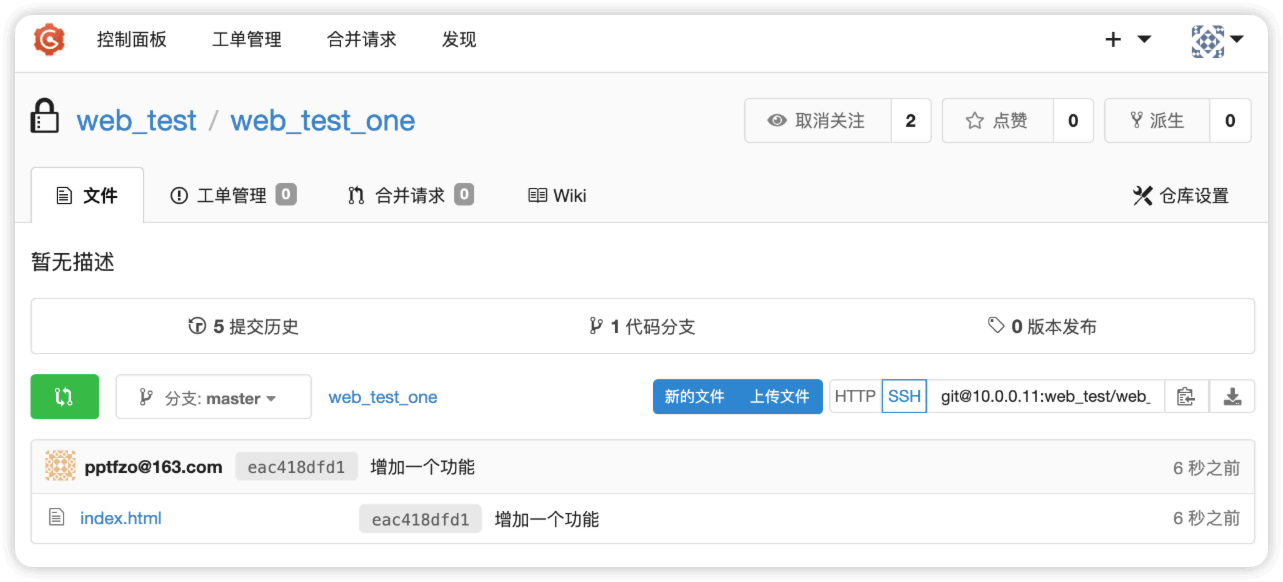 控制面板 工单管理 合并请求 发现
web_test / web_test_one 取消关注 2 点赞 0 派生 0
文件 工单管理 0 合并请求 0 Wiki 仓库设置
暂无描述
5 提交历史 1 代码分支 0 版本发布
分支: master web_test_one 新的文件 上传文件 HTTP SSH git@10.0.0.11:web_test/web_
pptfzo@163.com eac418dfd1 增加一个功能 6 秒之前
index.html eac418dfd1 增加一个功能 6 秒之前